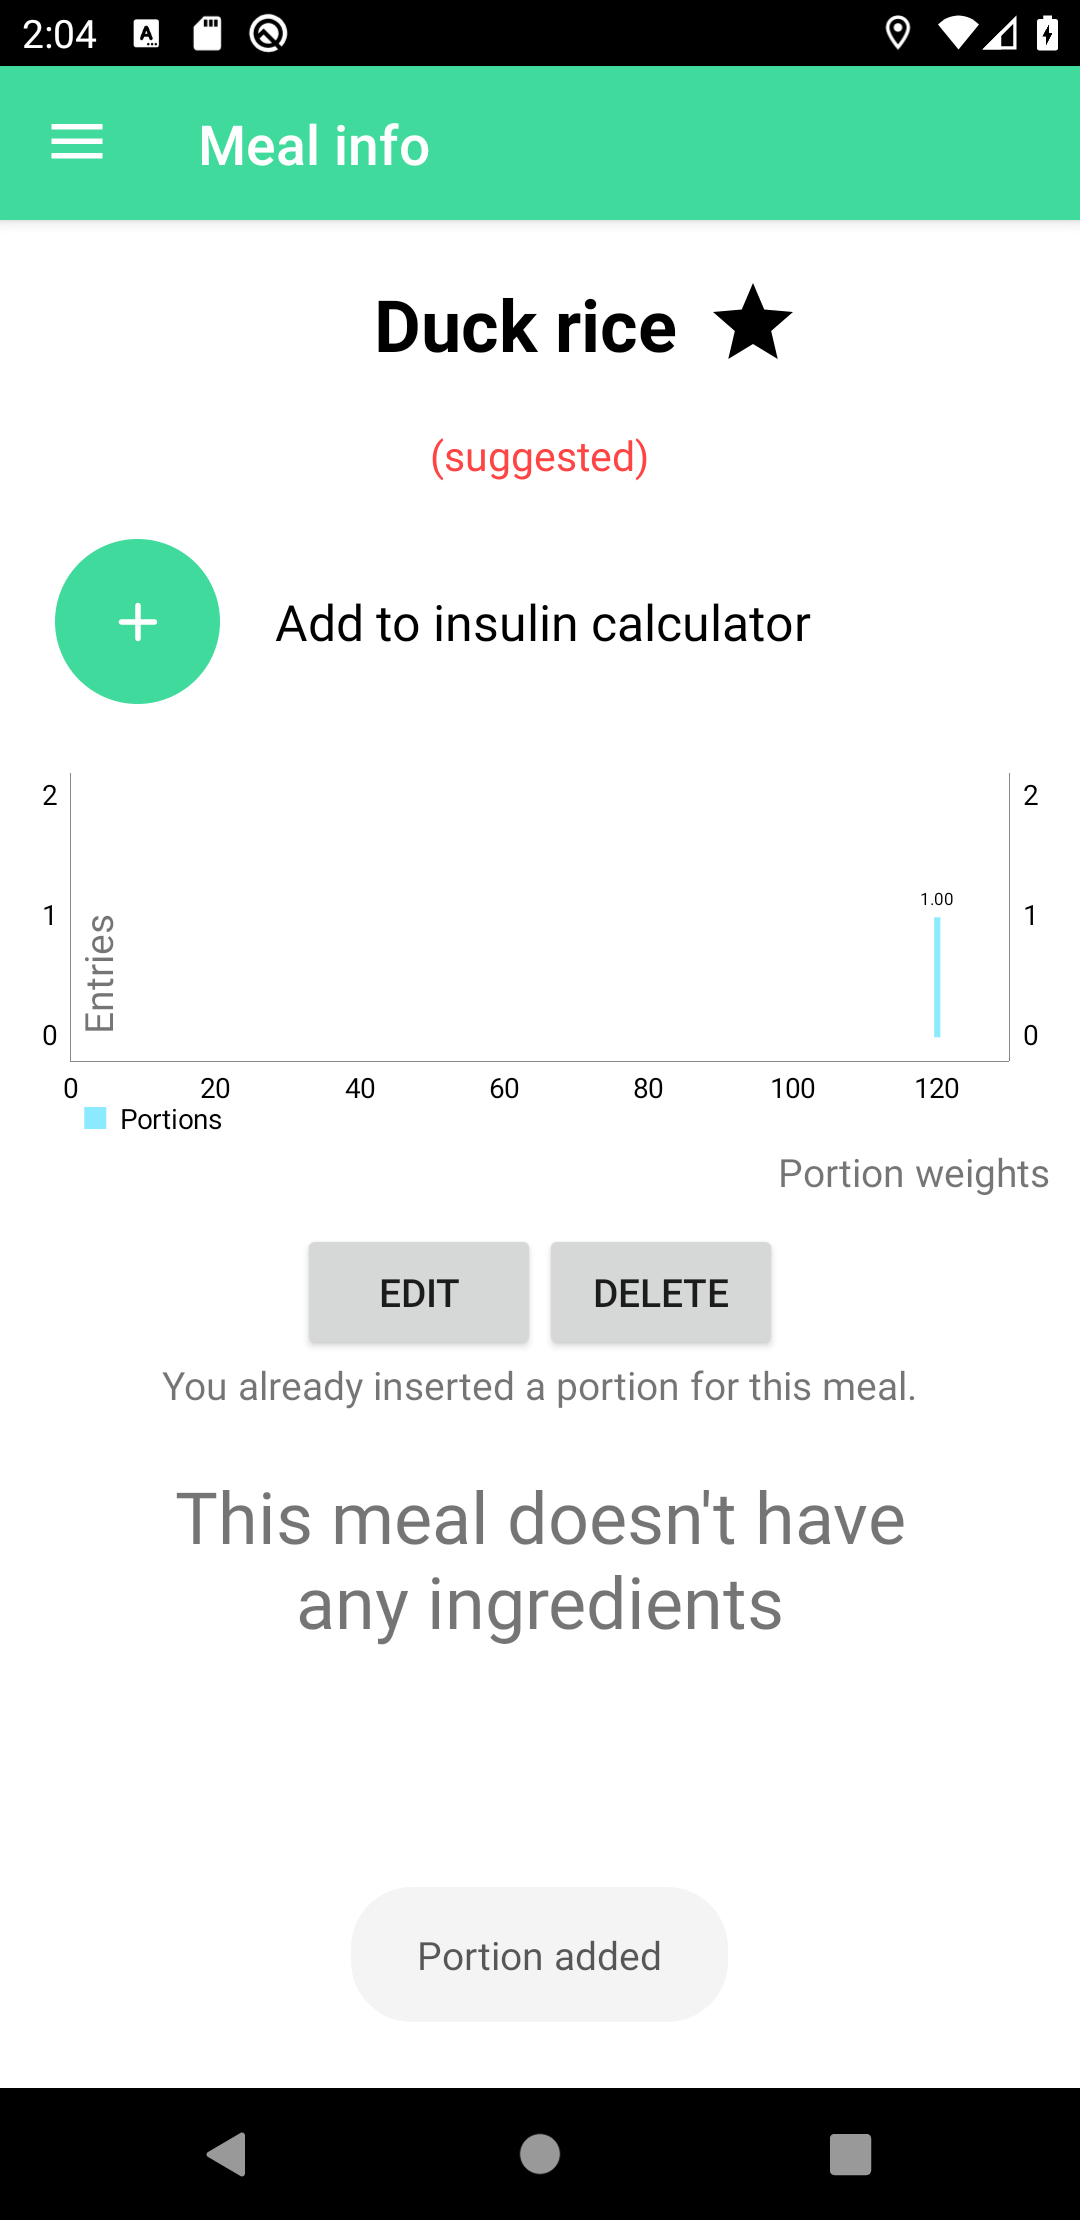 2:04
Meal info
Duck rice
(suggested)
Add to insulin calculator
2 2
1.00
1 1
Entries
0 0
0 20 40 60 80 100 120
Portions
Portion weights
EDIT DELETE
You already inserted a portion for this meal.
This meal doesn't have
any ingredients
Portion added